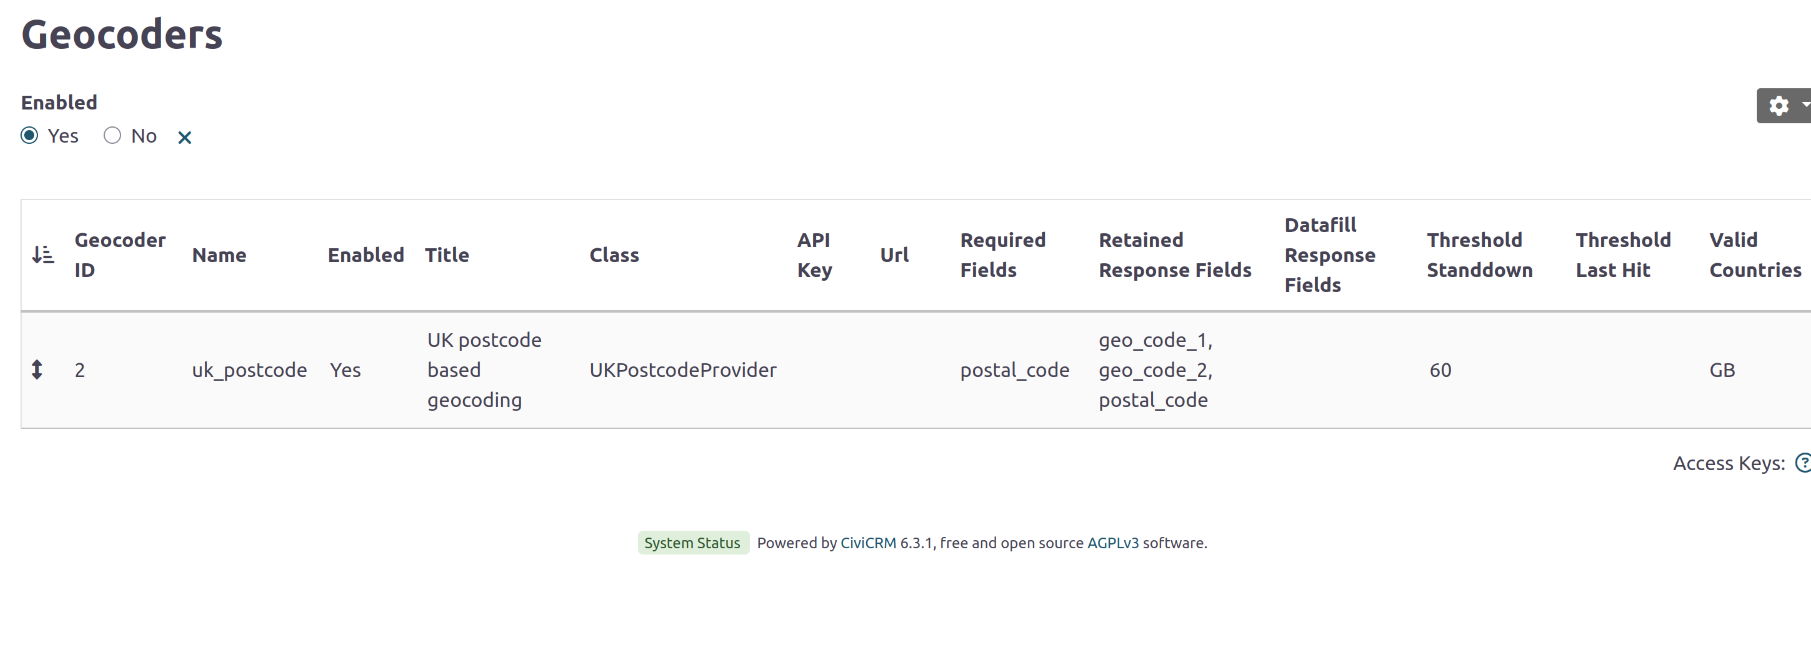 Geocoders
Enabled
Yes No
Geocoder ID Name Enabled Title Class API Key Url Required Fields Retained Response Fields Datafill Response Fields Threshold Standdown Threshold Last Hit Valid Countries
2 uk_postcode Yes UK postcode based geocoding UKPostcodeProvider postal_code geo_code_1, geo_code_2, postal_code 60 GB
Access Keys: ?
System Status Powered by CiviCRM 6.3.1, free and open source AGPLv3 software.